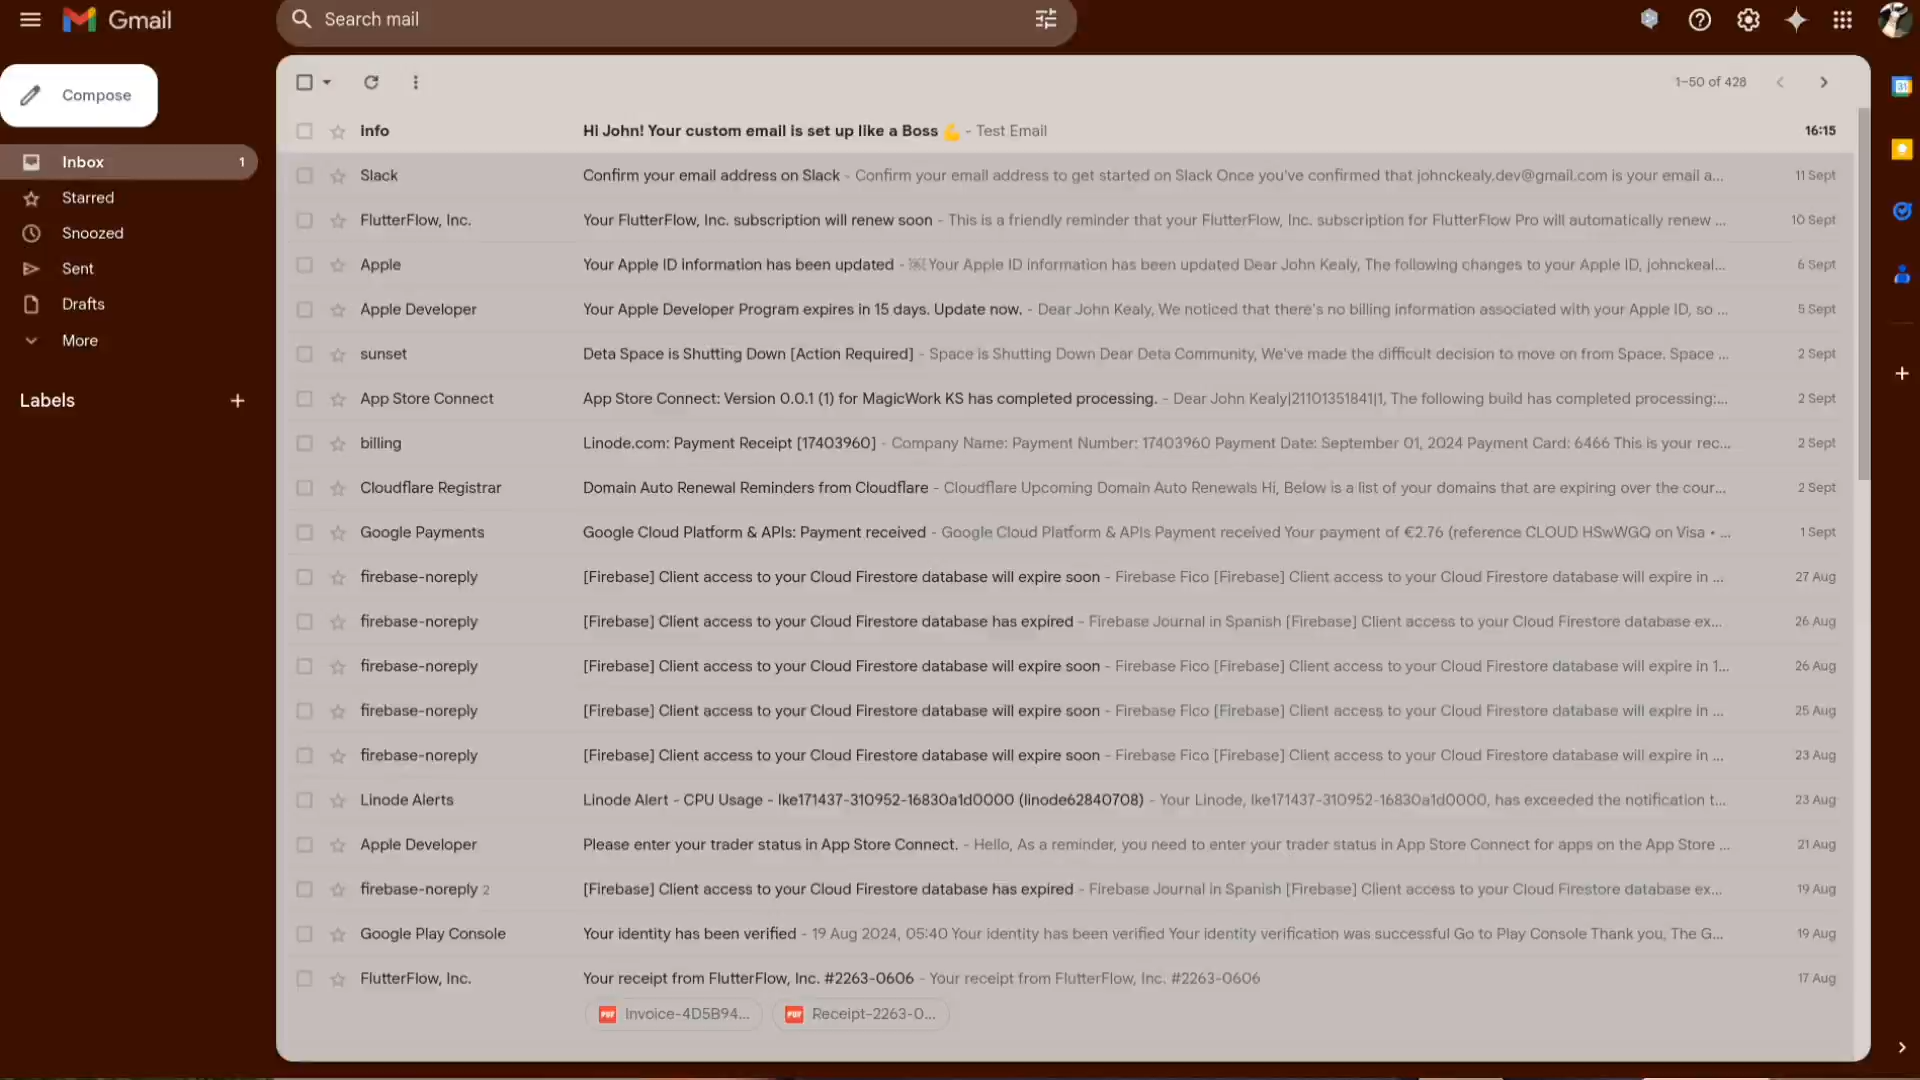 Gmail
Search mail
Compose
1–50 of 428
Inbox 1
Starred
Snoozed
Sent
Drafts
More
Labels
info Hi John! Your custom email is set up like a Boss 💪 - Test Email 16:15
Slack Confirm your email address on Slack - Confirm your email address to get started on Slack Once you've confirmed that johnckealy.dev@gmail.com is your email a... 11 Sept
FlutterFlow, Inc. Your FlutterFlow, Inc. subscription will renew soon - This is a friendly reminder that your FlutterFlow, Inc. subscription for FlutterFlow Pro will automatically renew ... 10 Sept
Apple Your Apple ID information has been updated - Your Apple ID information has been updated Dear John Kealy, The following changes to your Apple ID, johnckeal... 6 Sept
Apple Developer Your Apple Developer Program expires in 15 days. Update now. - Dear John Kealy, We noticed that there's no billing information associated with your Apple ID, so ... 5 Sept
sunset Deta Space is Shutting Down [Action Required] - Space is Shutting Down Dear Deta Community, We've made the difficult decision to move on from Space. Space ... 2 Sept
App Store Connect App Store Connect: Version 0.0.1 (1) for MagicWork KS has completed processing. - Dear John Kealy|21101351841|1, The following build has completed processing:... 2 Sept
billing Linode.com: Payment Receipt [17403960] - Company Name: Payment Number: 17403960 Payment Date: September 01, 2024 Payment Card: 6466 This is your rec... 2 Sept
Cloudflare Registrar Domain Auto Renewal Reminders from Cloudflare - Cloudflare Upcoming Domain Auto Renewals Hi, Below is a list of your domains that are expiring over the cour... 2 Sept
Google Payments Google Cloud Platform & APIs: Payment received - Google Cloud Platform & APIs Payment received Your payment of €2.76 (reference CLOUD HSwWGQ on Visa • ... 1 Sept
firebase-noreply [Firebase] Client access to your Cloud Firestore database will expire soon - Firebase Fico [Firebase] Client access to your Cloud Firestore database will expire in ... 27 Aug
firebase-noreply [Firebase] Client access to your Cloud Firestore database has expired - Firebase Journal in Spanish [Firebase] Client access to your Cloud Firestore database ex... 26 Aug
firebase-noreply [Firebase] Client access to your Cloud Firestore database will expire soon - Firebase Fico [Firebase] Client access to your Cloud Firestore database will expire in 1... 26 Aug
firebase-noreply [Firebase] Client access to your Cloud Firestore database will expire soon - Firebase Fico [Firebase] Client access to your Cloud Firestore database will expire in ... 25 Aug
firebase-noreply [Firebase] Client access to your Cloud Firestore database will expire soon - Firebase Fico [Firebase] Client access to your Cloud Firestore database will expire in ... 23 Aug
Linode Alerts Linode Alert - CPU Usage - lke171437-310952-16830a1d0000 (linode62840708) - Your Linode, lke171437-310952-16830a1d0000, has exceeded the notification t... 23 Aug
Apple Developer Please enter your trader status in App Store Connect. - Hello, As a reminder, you need to enter your trader status in App Store Connect for apps on the App Store ... 21 Aug
firebase-noreply 2 [Firebase] Client access to your Cloud Firestore database has expired - Firebase Journal in Spanish [Firebase] Client access to your Cloud Firestore database ex... 19 Aug
Google Play Console Your identity has been verified - 19 Aug 2024, 05:40 Your identity has been verified Your identity verification was successful Go to Play Console Thank you, The G... 19 Aug
FlutterFlow, Inc. Your receipt from FlutterFlow, Inc. #2263-0606 - Your receipt from FlutterFlow, Inc. #2263-0606 17 Aug
PDF Invoice-4D5B94... PDF Receipt-2263-0...